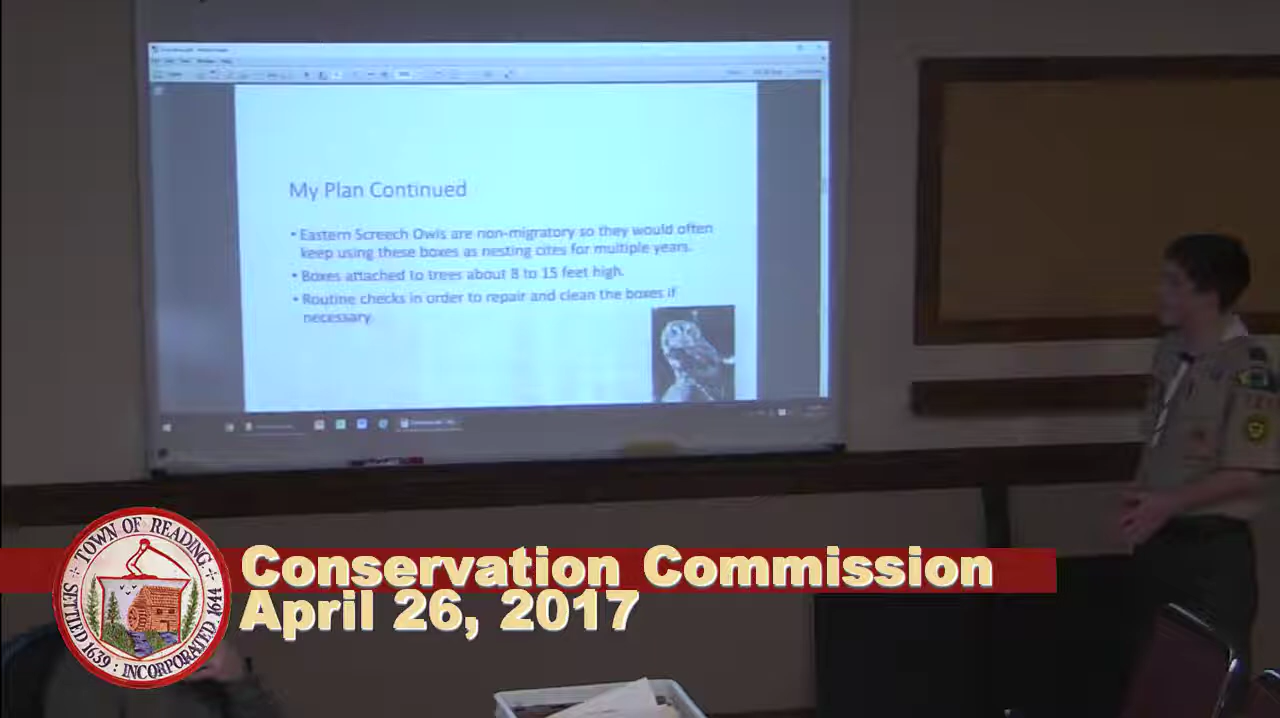 My Plan Continued
• Eastern Screech Owls are non-migratory so they would often
keep using these boxes as nesting cites for multiple years.
• Boxes attached to trees about 8 to 15 feet high.
• Routine checks in order to repair and clean the boxes if
necessary.
TOWN OF READING
SETTLED 1639 : INCORPORATED 1644
Conservation Commission
April 26, 2017